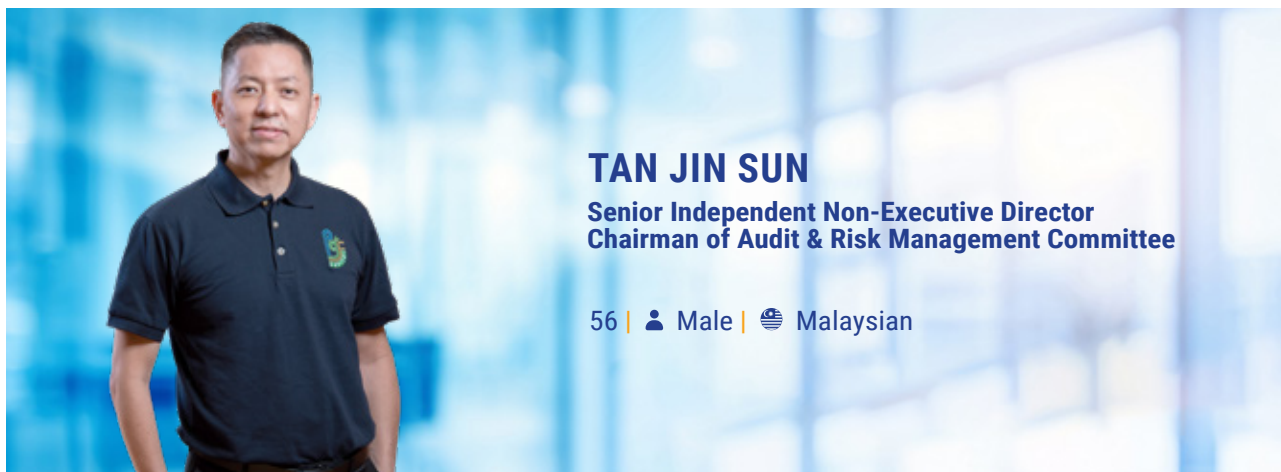 TAN JIN SUN
Senior Independent Non-Executive Director
Chairman of Audit & Risk Management Committee
56 | Male | Malaysian